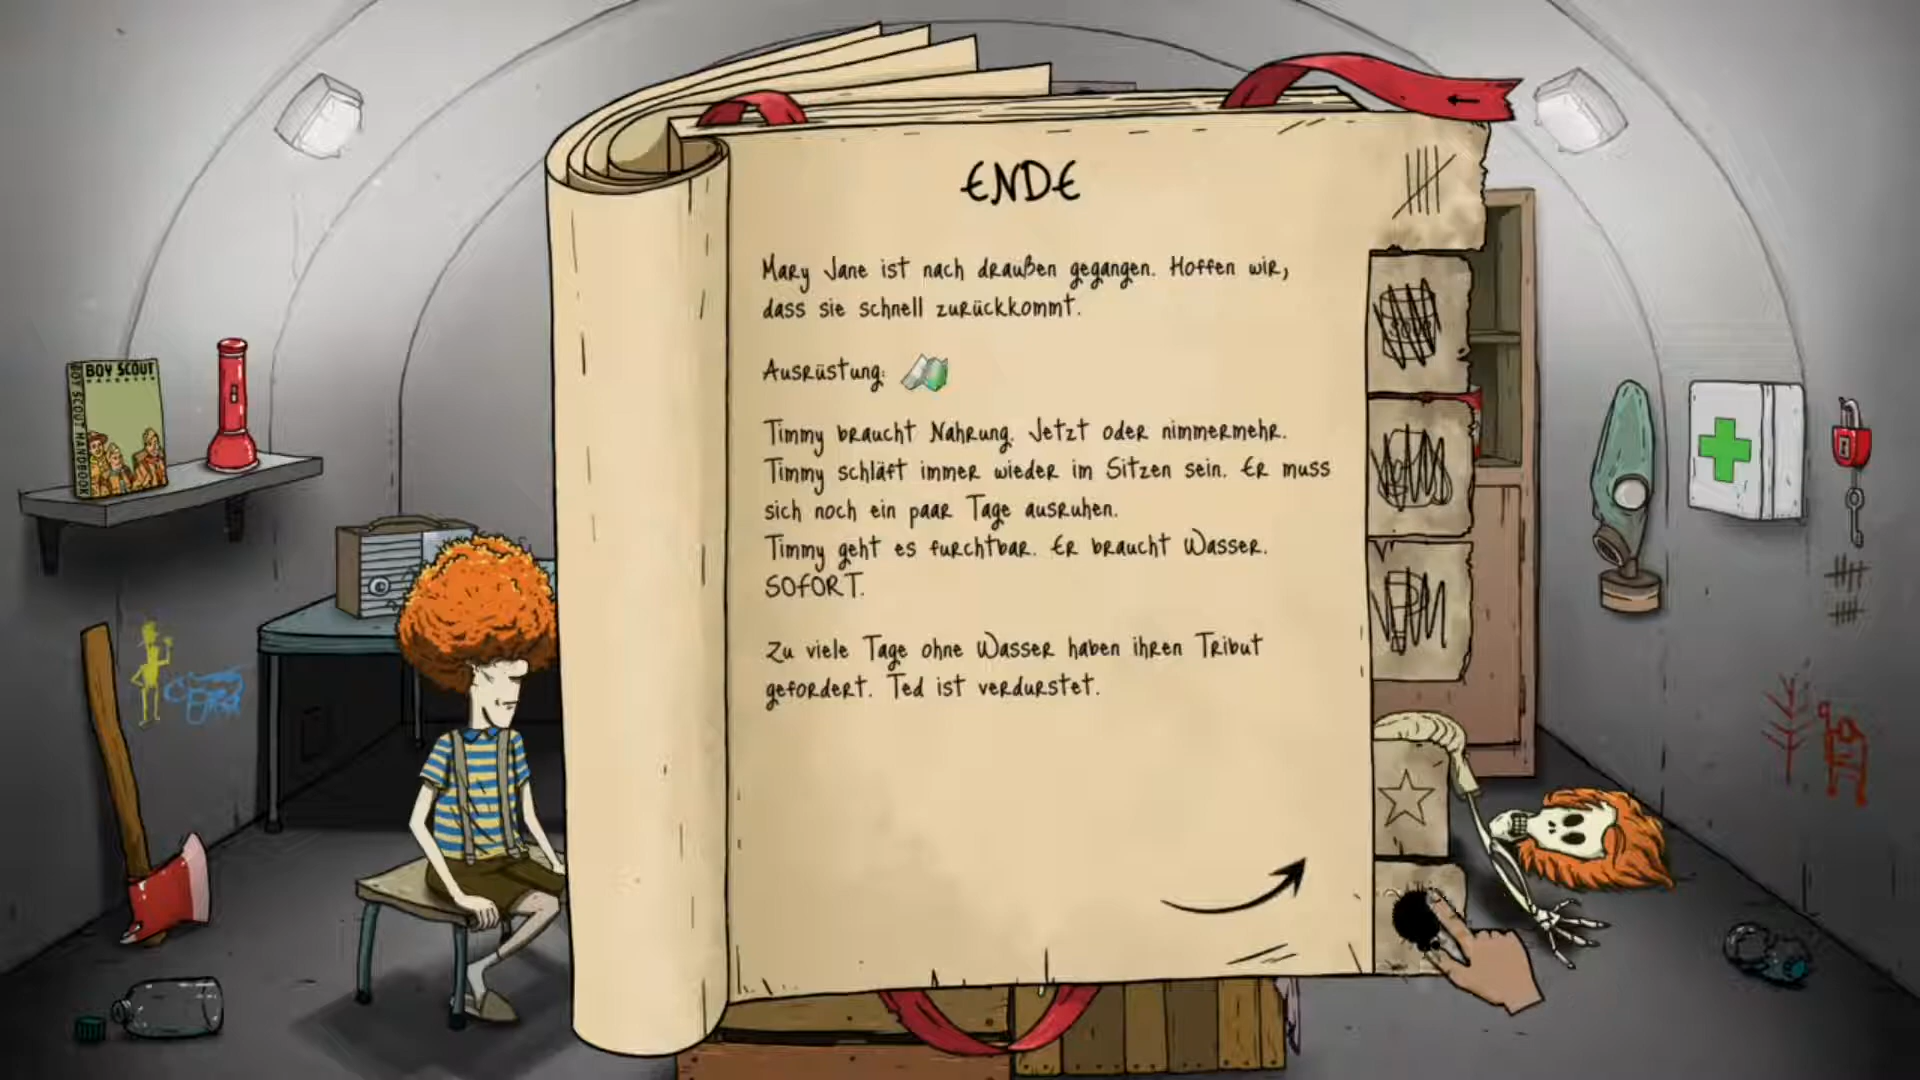 ENDE
Mary Jane ist nach draußen gegangen. Hoffen wir,
dass sie schnell zurückkommt.
Ausrüstung:
Timmy braucht Nahrung. Jetzt oder nimmermehr.
Timmy schläft immer wieder im Sitzen sein. Er muss
sich noch ein paar Tage ausruhen.
Timmy geht es furchtbar. Er braucht Wasser.
SOFORT.
Zu viele Tage ohne Wasser haben ihren Tribut
gefordert. Ted ist verdurstet.
BOY SCOUT
BOY SCOUT HANDBOOK